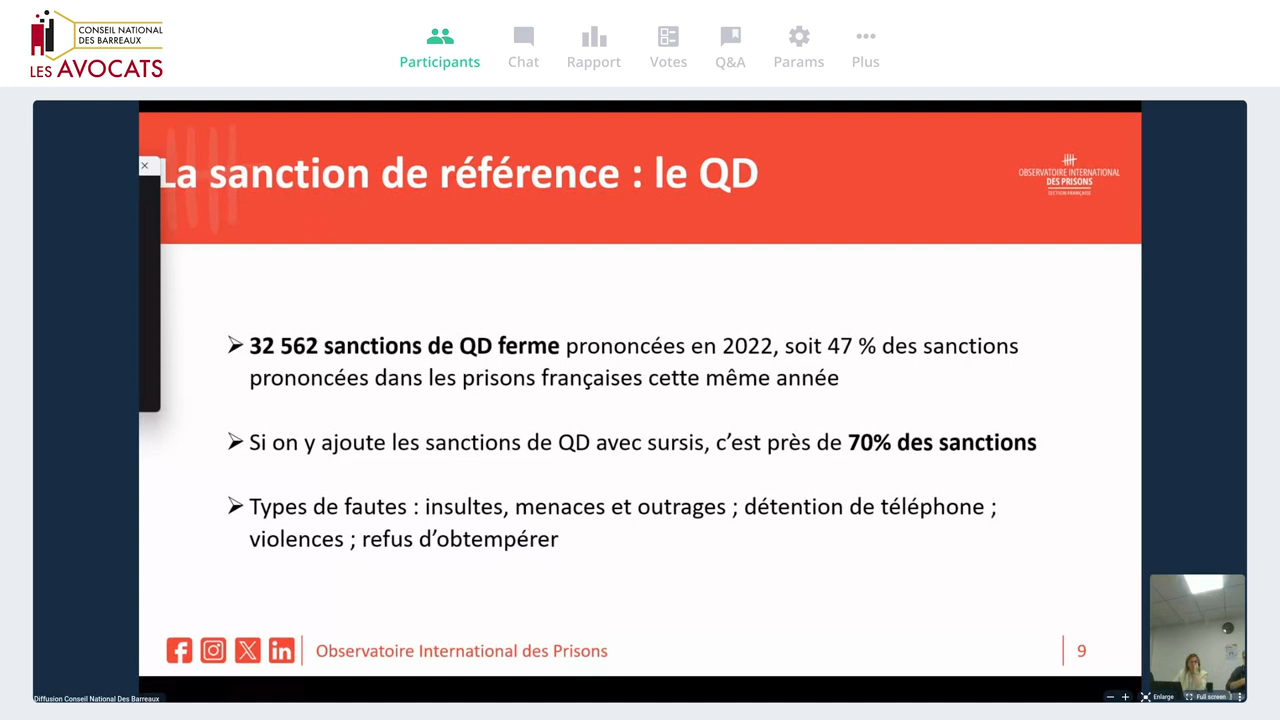 CONSEIL NATIONAL
DES BARREAUX
LES AVOCATS
Participants
Chat
Rapport
Votes
Q&A
Params
Plus
La sanction de référence : le QD
OBSERVATOIRE INTERNATIONAL
DES PRISONS
SECTION FRANÇAISE
32 562 sanctions de QD ferme prononcées en 2022, soit 47 % des sanctions
prononcées dans les prisons françaises cette même année
Si on y ajoute les sanctions de QD avec sursis, c’est près de 70% des sanctions
Types de fautes : insultes, menaces et outrages ; détention de téléphone ;
violences ; refus d’obtempérer
Observatoire International des Prisons
9
Diffusion Conseil National Des Barreaux
Enlarge
Full screen